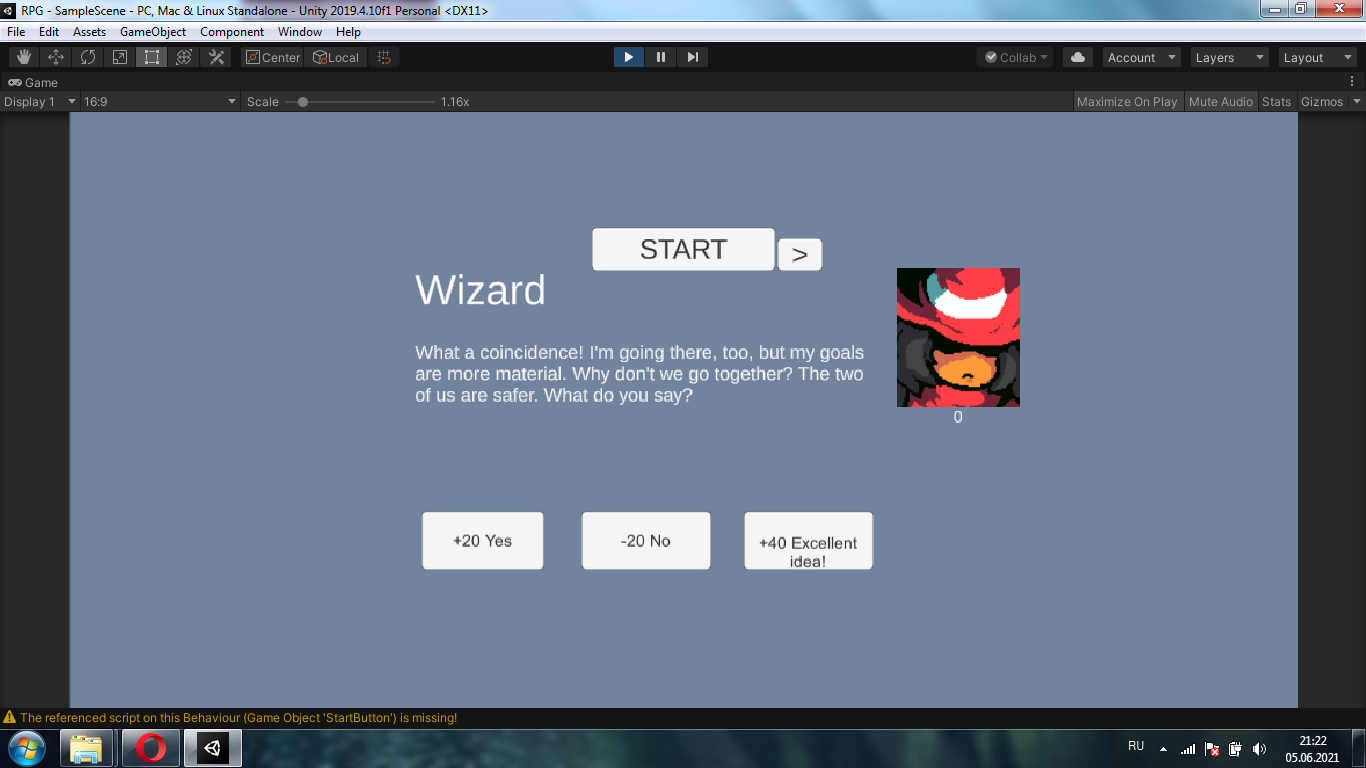 RPG - SampleScene - PC, Mac & Linux Standalone - Unity 2019.4.10f1 Personal <DX11>
File Edit Assets GameObject Component Window Help
Center Local Collab Account Layers Layout
Game
Display 1 16:9 Scale 1.16x Maximize On Play Mute Audio Stats Gizmos
START >
Wizard
What a coincidence! I'm going there, too, but my goals
are more material. Why don't we go together? The two
of us are safer. What do you say?
0
+20 Yes -20 No +40 Excellent
idea!
The referenced script on this Behaviour (Game Object 'StartButton') is missing!
RU 21:22
05.06.2021